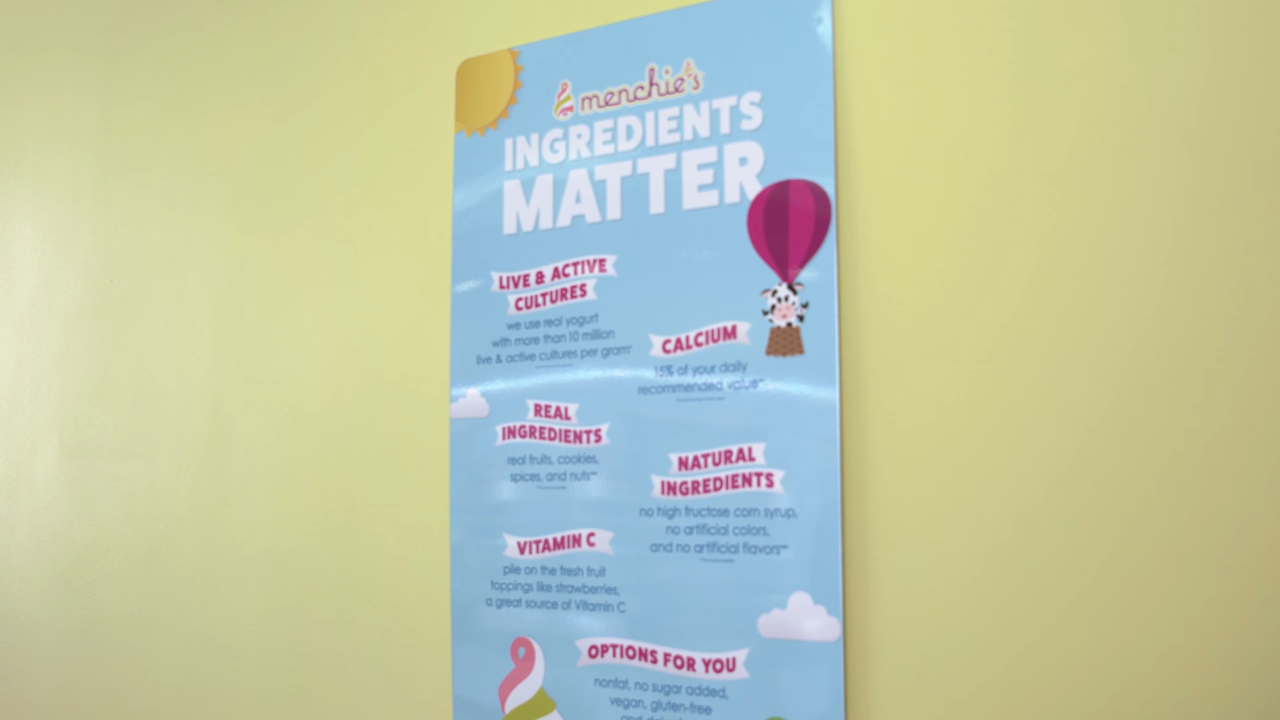 menchie's
INGREDIENTS
MATTER
LIVE & ACTIVE
CULTURES
we use real yogurt
with more than 10 million
live & active cultures per gram*
CALCIUM
15% of your daily
recommended value**
REAL
INGREDIENTS
real fruits, cookies,
spices, and nuts***
NATURAL
INGREDIENTS
no high fructose corn syrup,
no artificial colors,
and no artificial flavors****
VITAMIN C
pile on the fresh fruit
toppings like strawberries,
a great source of Vitamin C
OPTIONS FOR YOU
nonfat, no sugar added,
vegan, gluten-free
and